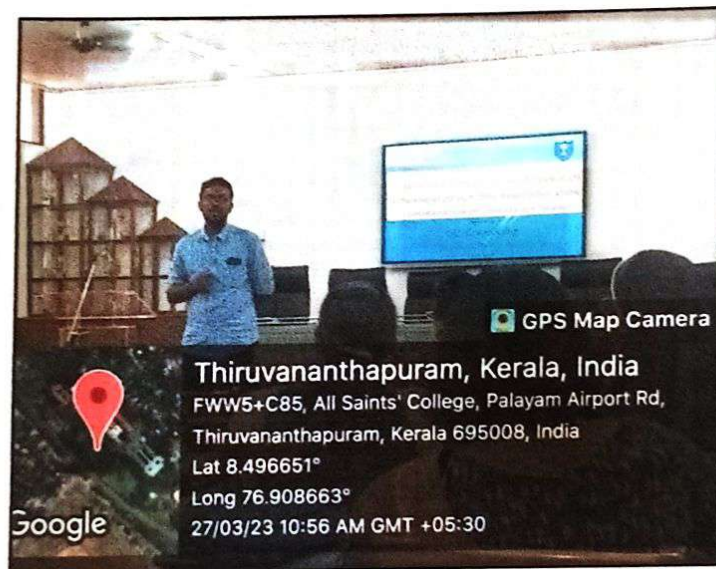 GPS Map Camera
Thiruvananthapuram, Kerala, India
FWW5+C85, All Saints' College, Palayam Airport Rd,
Thiruvananthapuram, Kerala 695008, India
Lat 8.496651°
Long 76.908663°
27/03/23 10:56 AM GMT +05:30
Google